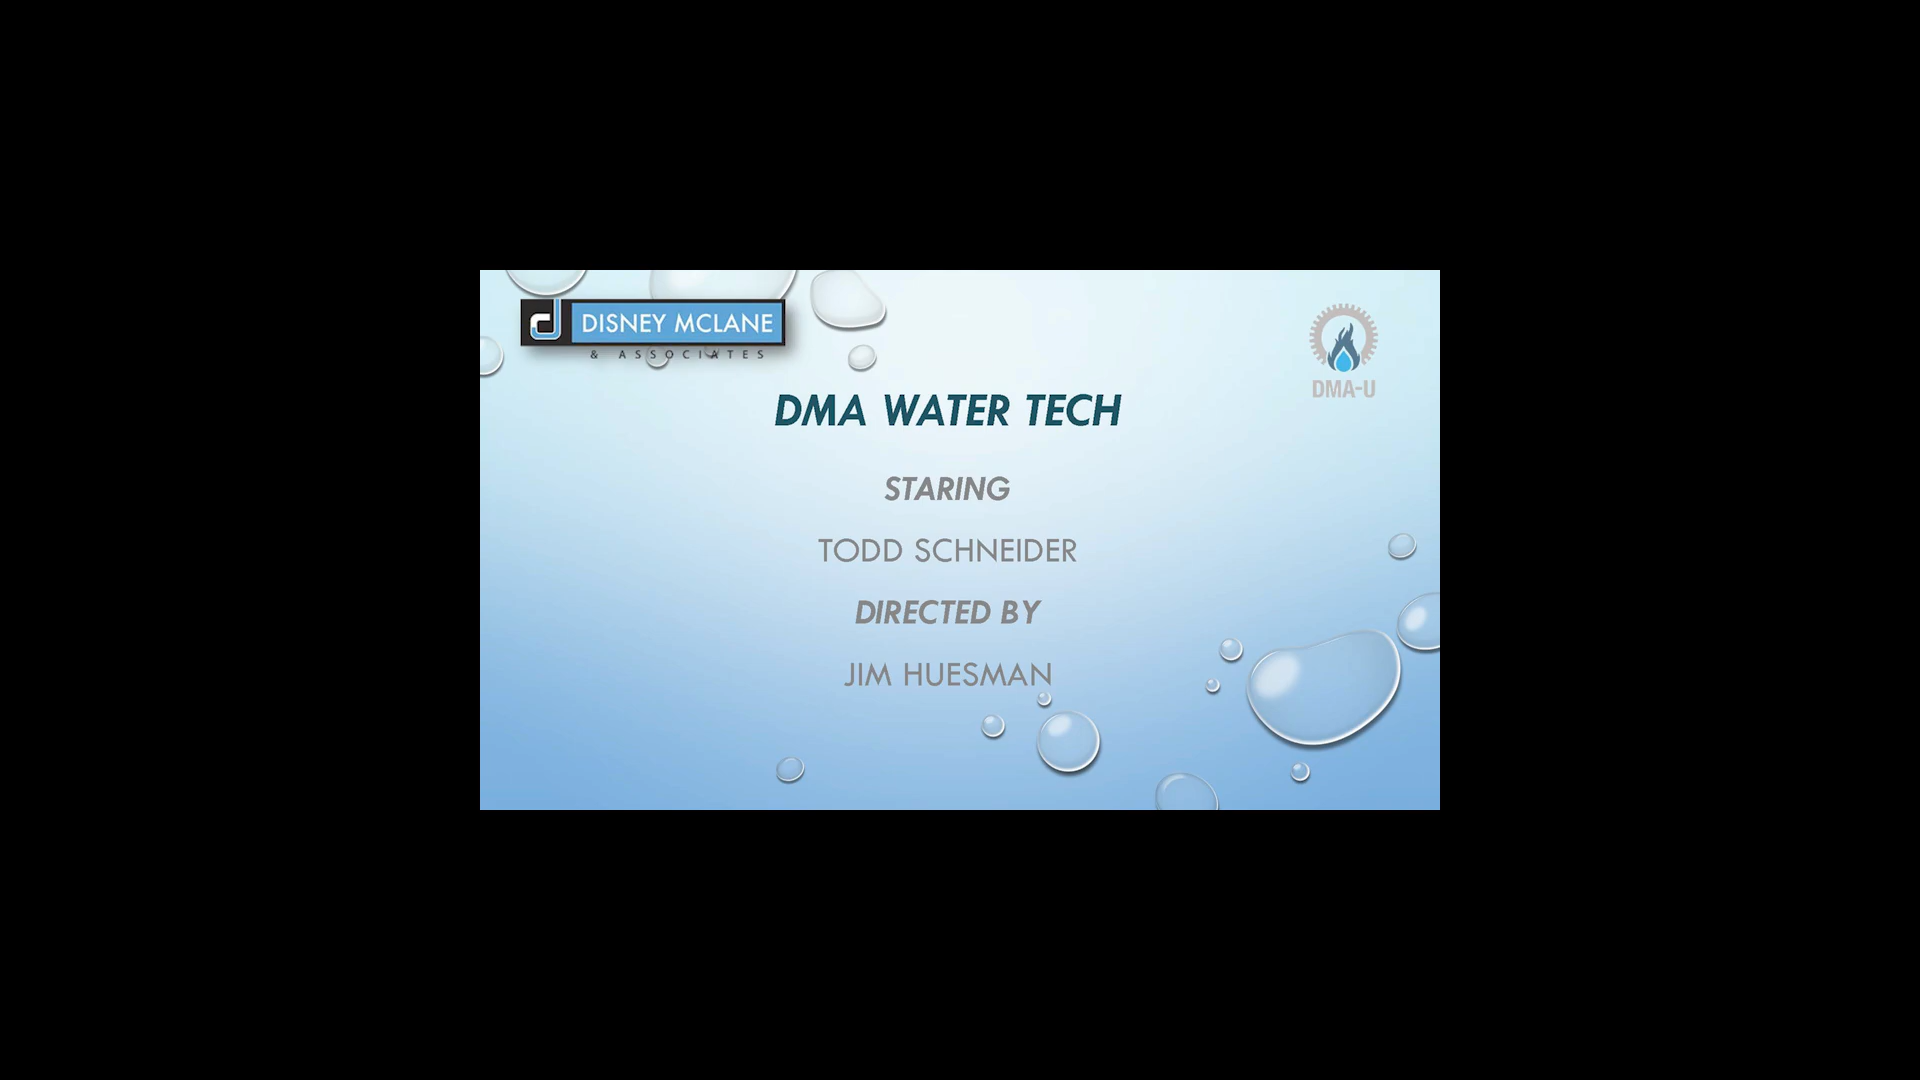 DISNEY MCLANE
& ASSOCIATES
DMA-U
DMA WATER TECH
STARING
TODD SCHNEIDER
DIRECTED BY
JIM HUESMAN